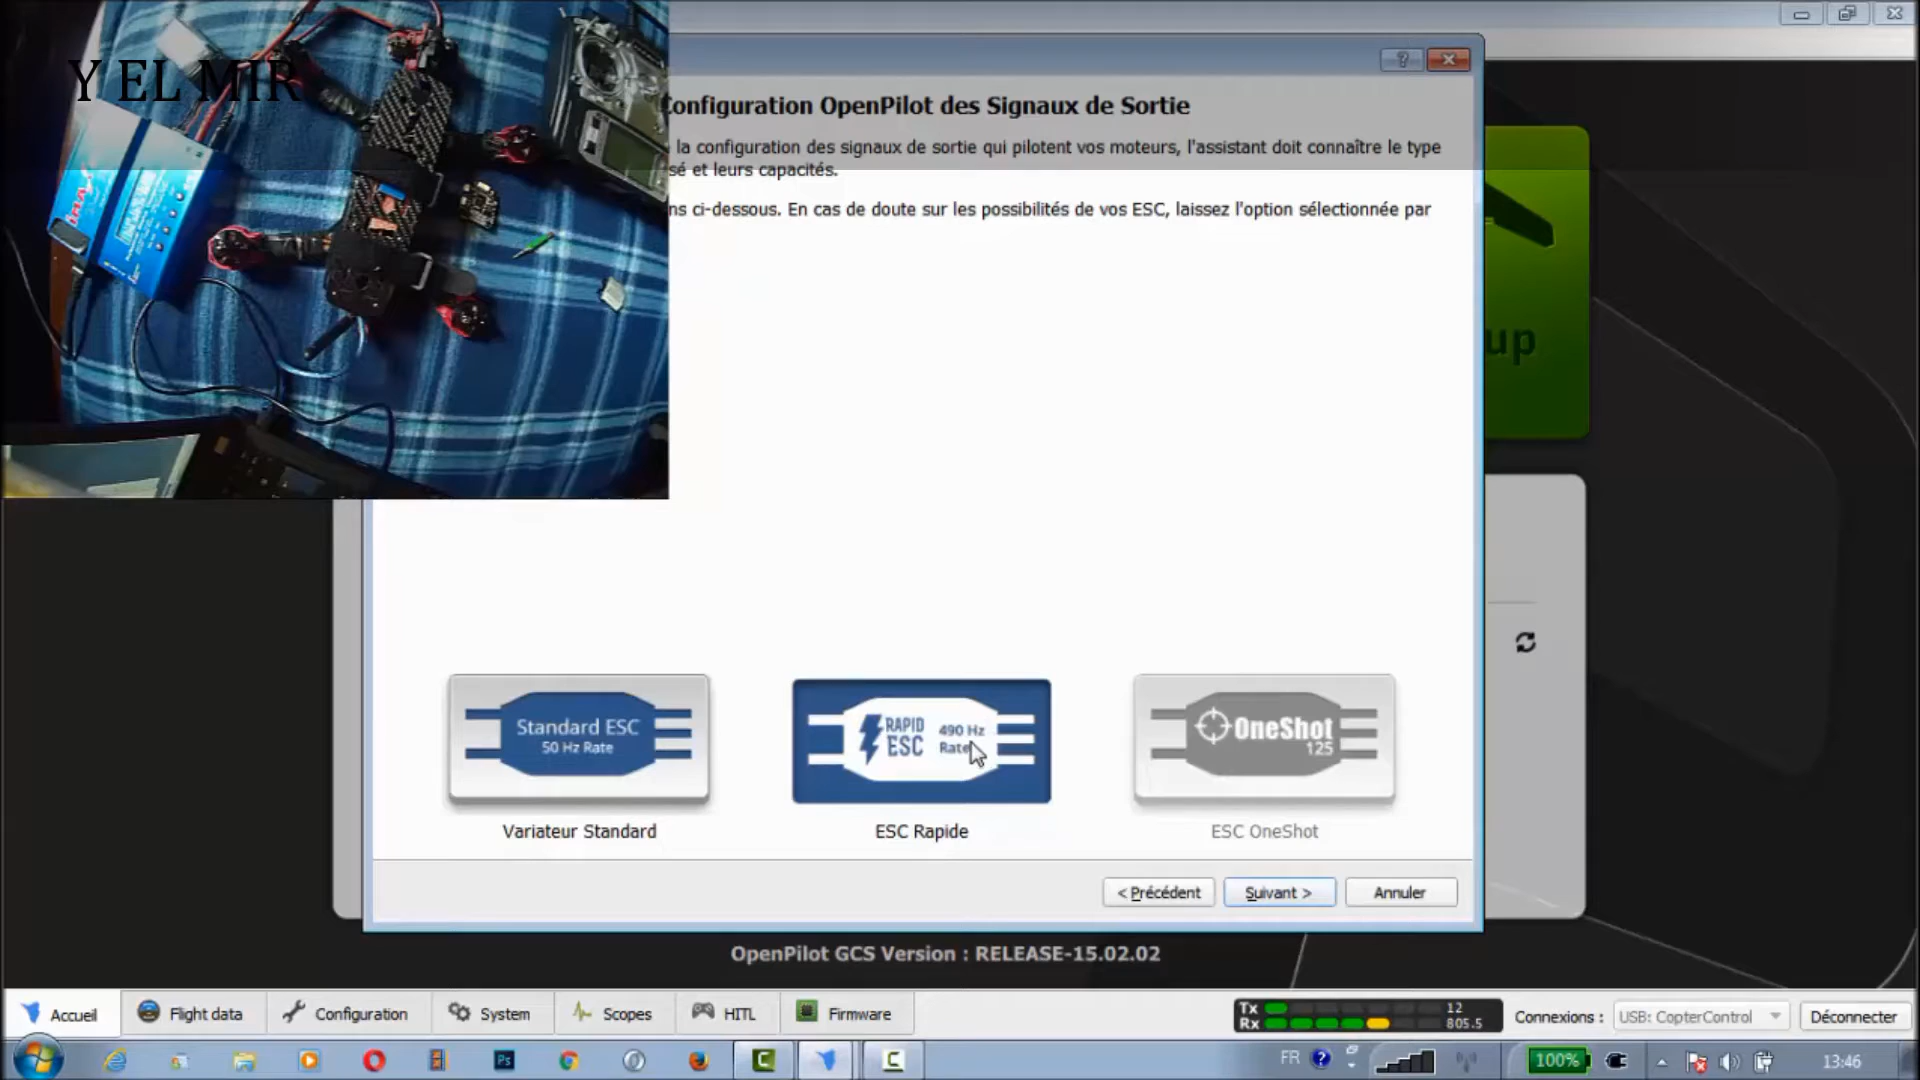 Y EL MIR
Configuration OpenPilot des Signaux de Sortie
la configuration des signaux de sortie qui pilotent vos moteurs, l'assistant doit connaître le type
sé et leurs capacités.
ns ci-dessous. En cas de doute sur les possibilités de vos ESC, laissez l'option sélectionnée par
up
Standard ESC
50 Hz Rate
RAPID
ESC
490 Hz
Rate
OneShot
125
Variateur Standard
ESC Rapide
ESC OneShot
< Précédent
Suivant >
Annuler
OpenPilot GCS Version : RELEASE-15.02.02
Accueil
Flight data
Configuration
System
Scopes
HITL
Firmware
Tx
12
Rx
805.5
Connexions :
USB: CopterControl
Déconnecter
Ps
FR
100%
13:46